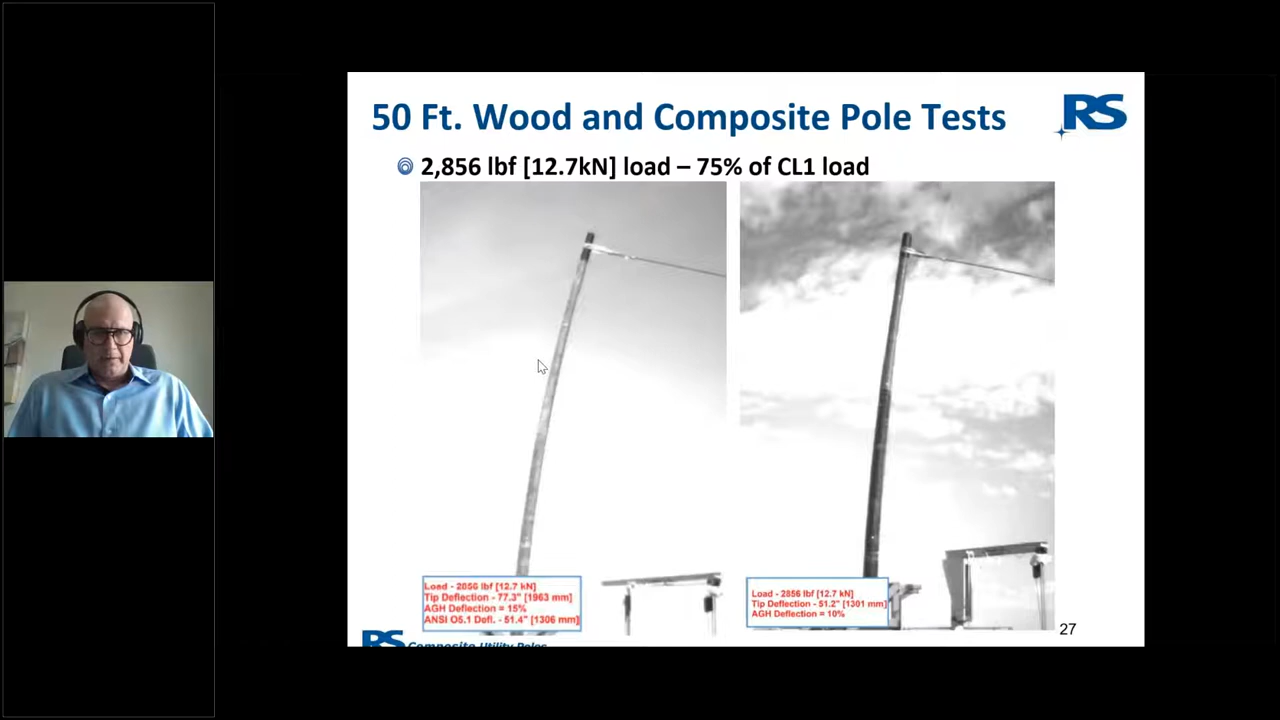 50 Ft. Wood and Composite Pole Tests
RS
2,856 lbf [12.7kN] load – 75% of CL1 load
Load - 2856 lbf [12.7 kN]
Tip Deflection - 77.3" [1963 mm]
AGH Deflection = 15%
ANSI O5.1 Defl. - 51.4" [1306 mm]
Load - 2856 lbf [12.7 kN]
Tip Deflection - 51.2" [1301 mm]
AGH Deflection = 10%
27
RS Composite Utility Poles